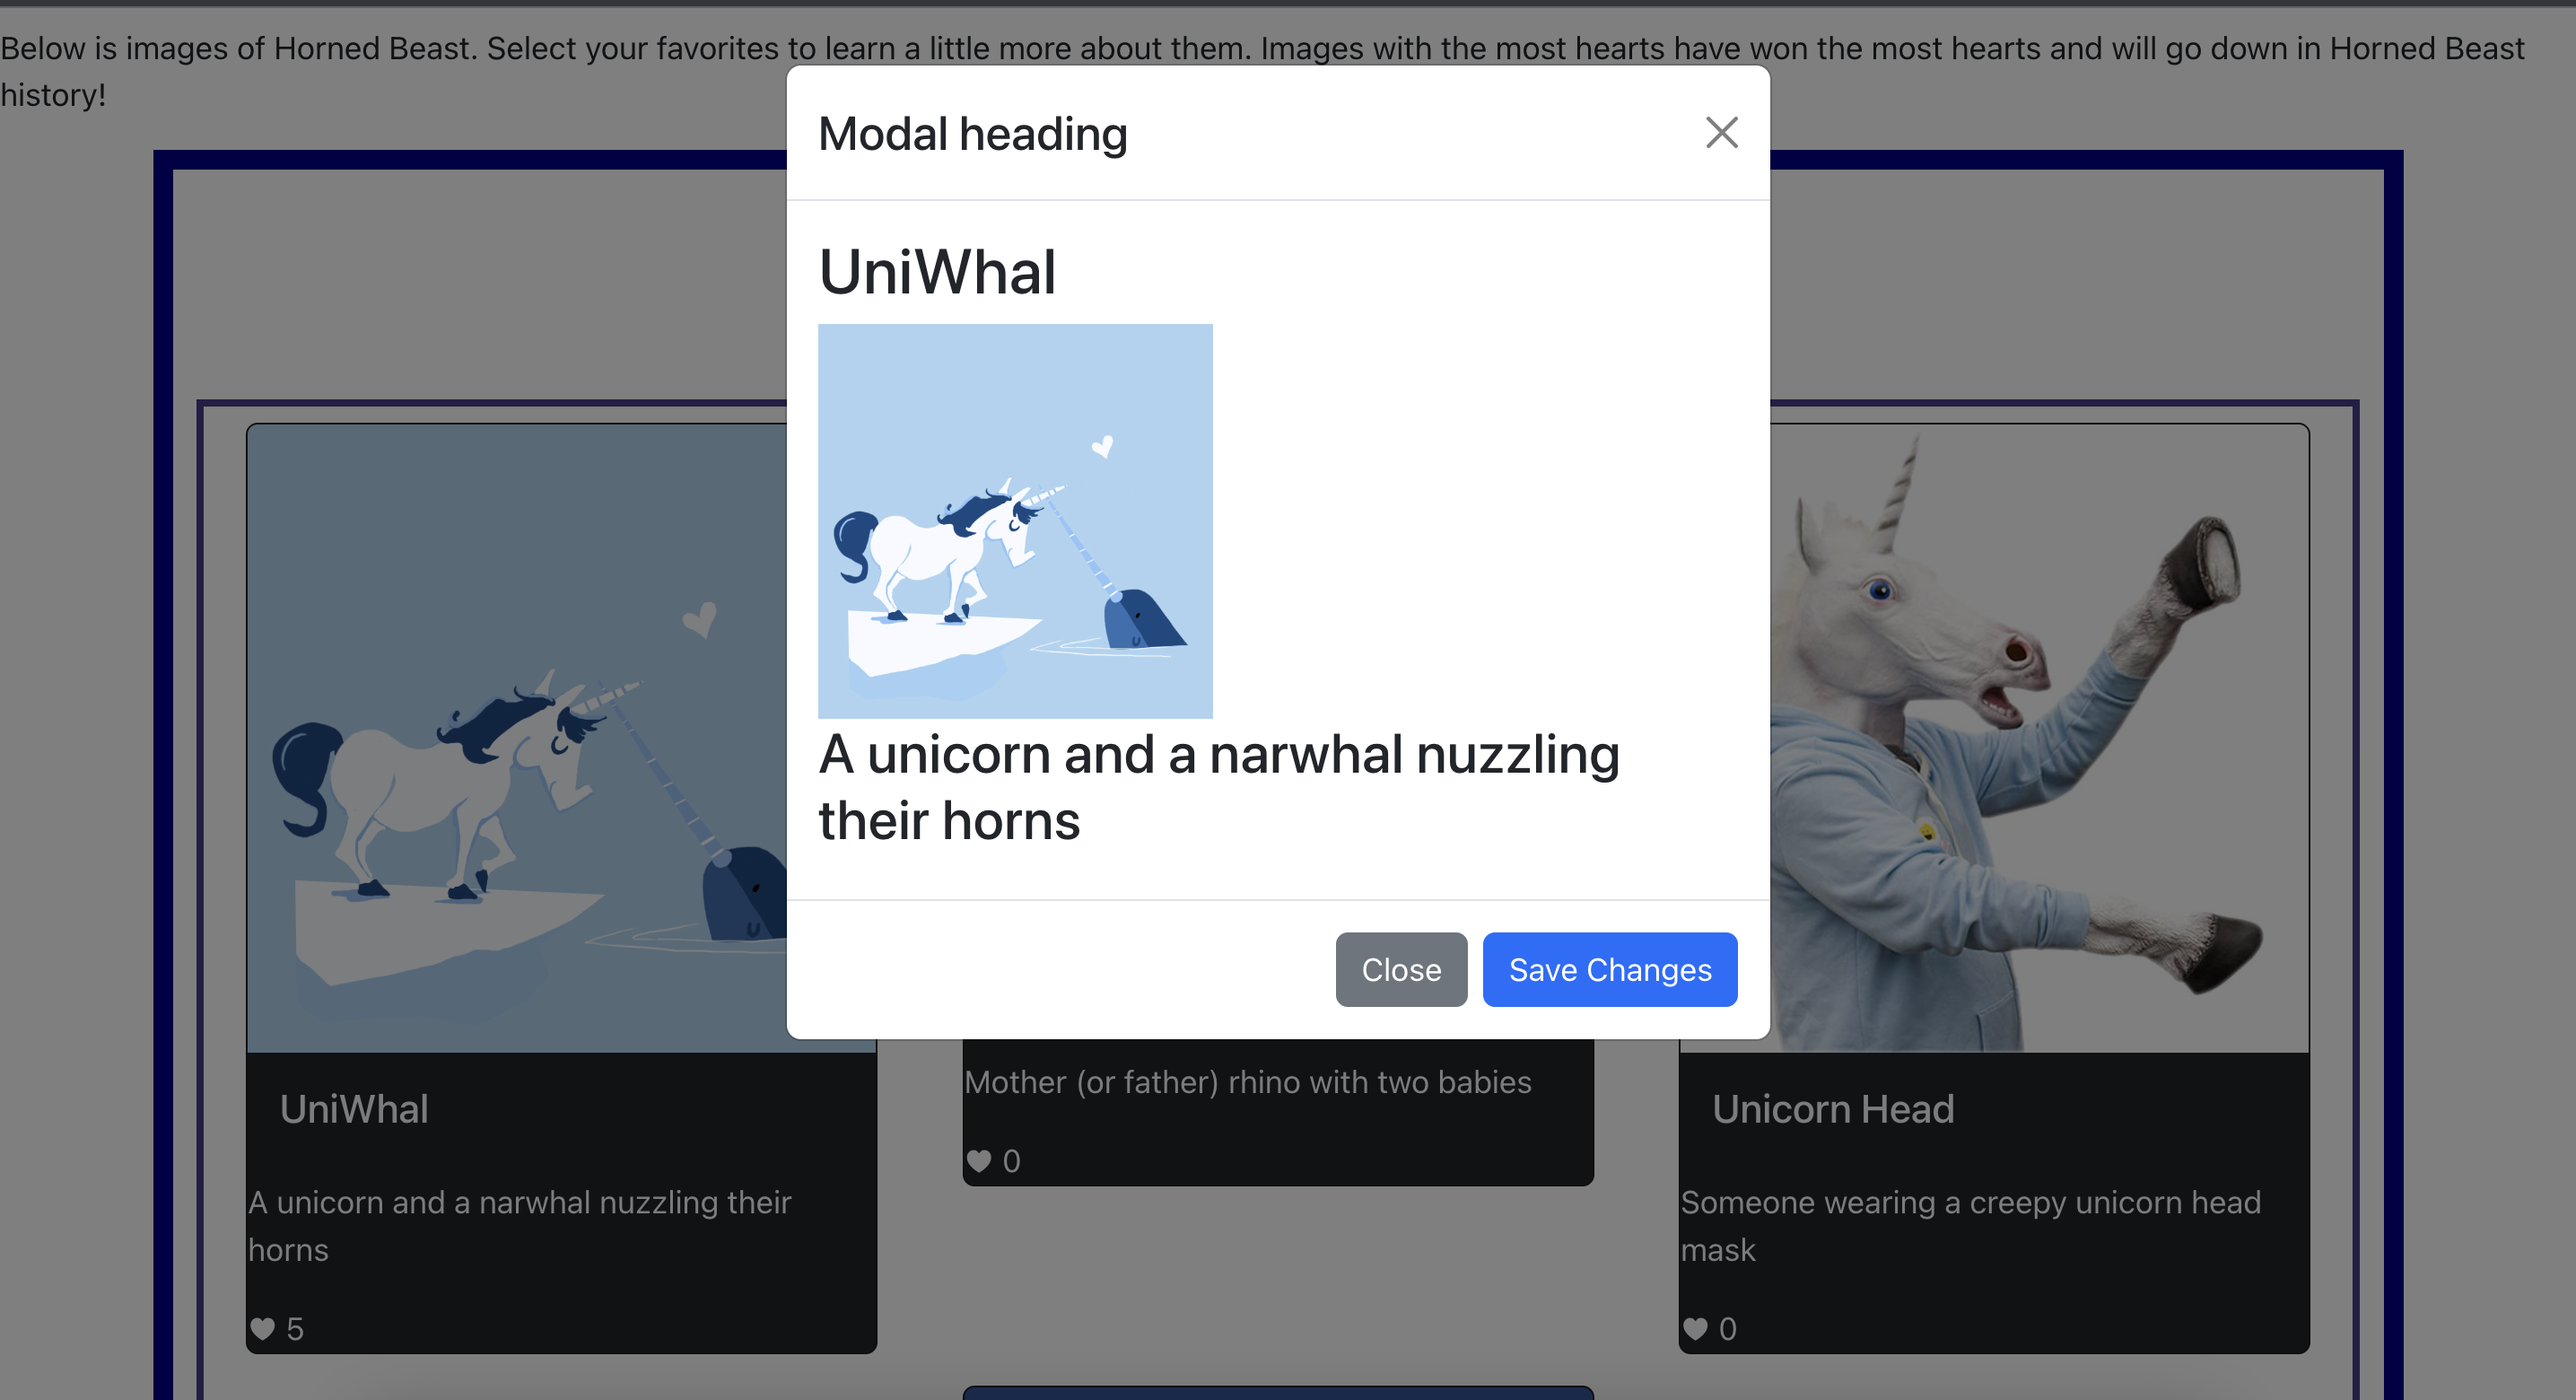 Below is images of Horned Beast. Select your favorites to learn a little more about them. Images with the most hearts have won the most hearts and will go down in Horned Beast
history!
Modal heading
UniWhal
A unicorn and a narwhal nuzzling
their horns
Close
Save Changes
UniWhal
A unicorn and a narwhal nuzzling their
horns
5
Mother (or father) rhino with two babies
0
Unicorn Head
Someone wearing a creepy unicorn head
mask
0